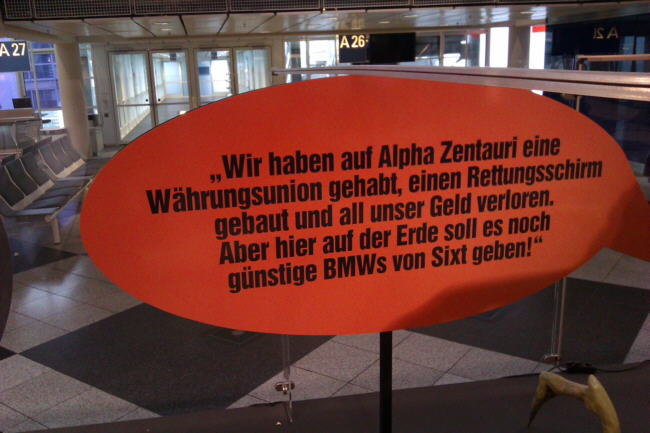 A 27
A 26
A 2
„Wir haben auf Alpha Zentauri eine
Währungsunion gehabt, einen Rettungsschirm
gebaut und all unser Geld verloren.
Aber hier auf der Erde soll es noch
günstige BMWs von Sixt geben!“